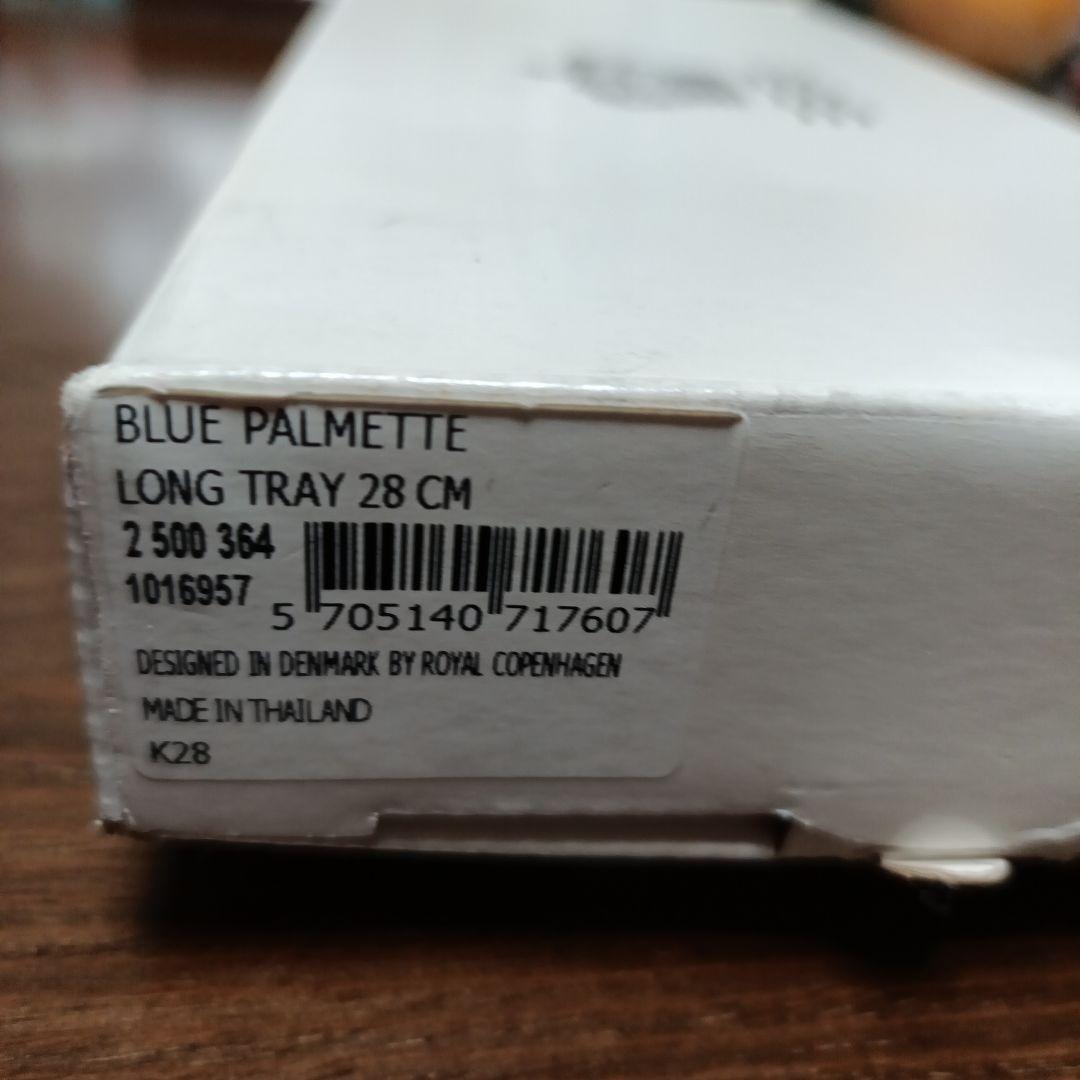 BLUE PALMETTE
LONG TRAY 28 CM
2 500 364
1016957
5 705140 717607
DESIGNED IN DENMARK BY ROYAL COPENHAGEN
MADE IN THAILAND
K28